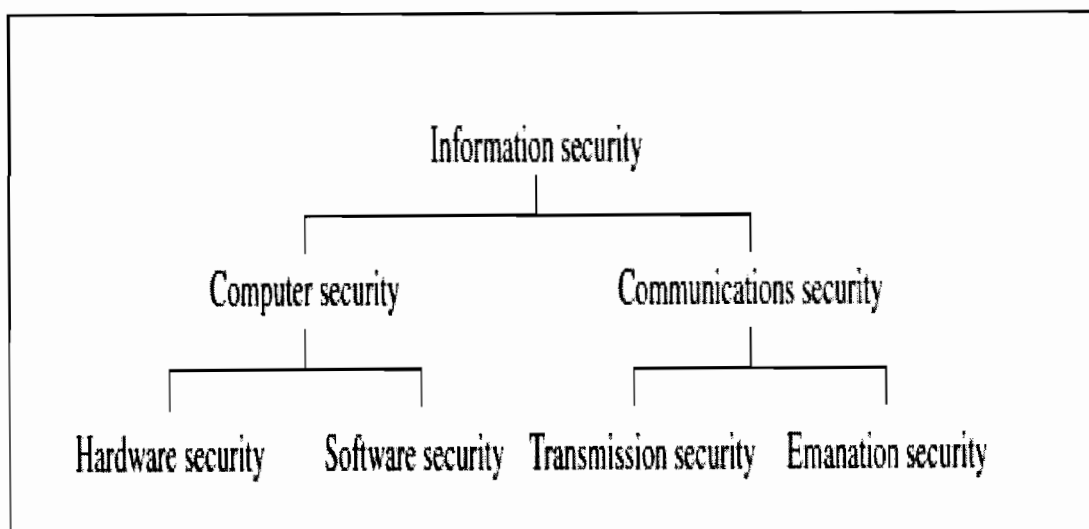 Information security
Computer security Communications security
Hardware security Software security Transmission security Emanation security